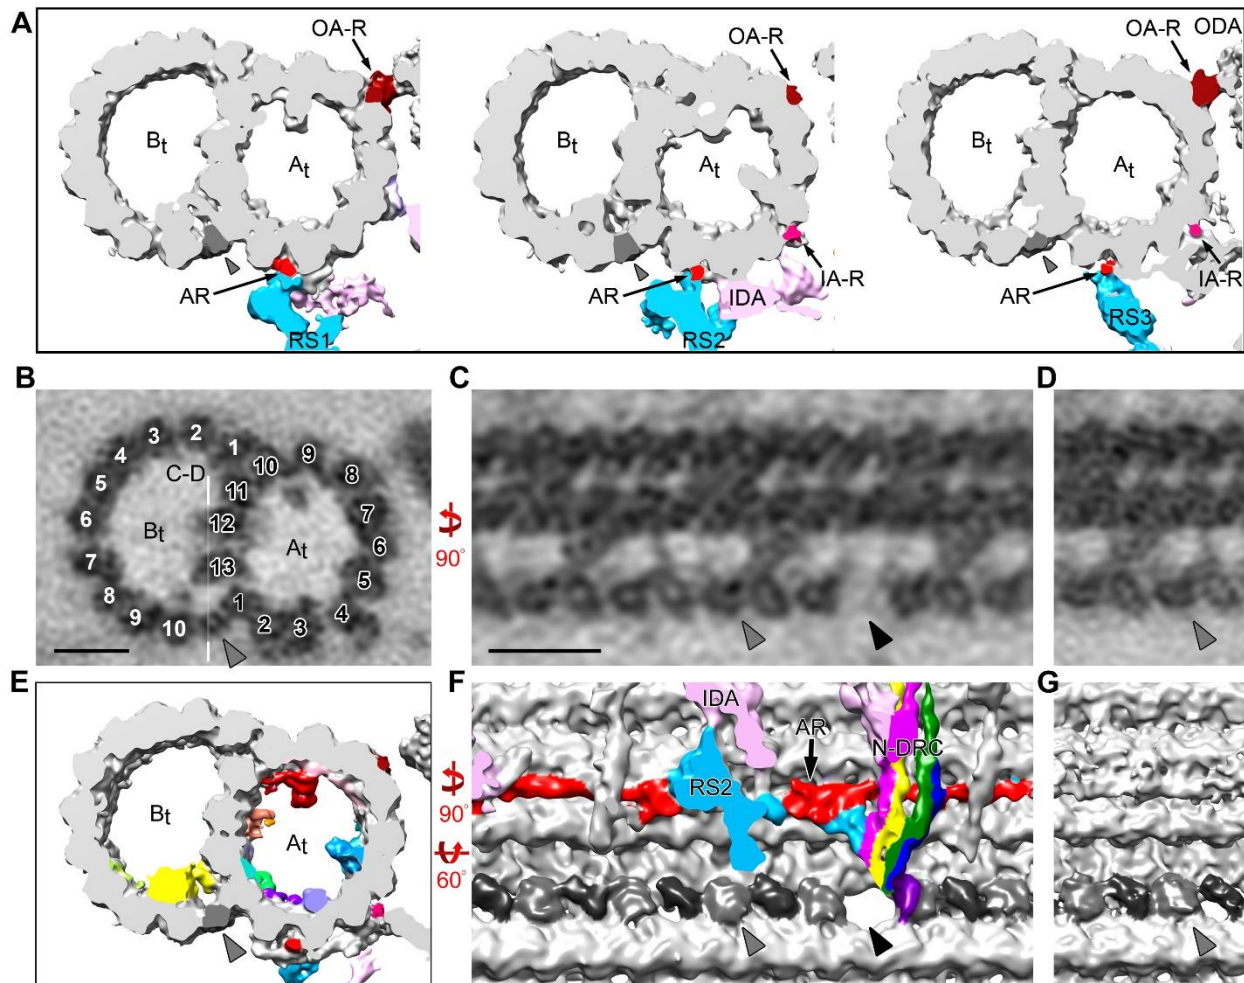 A
OA-R
Bt
At
AR
RS1
OA-R
Bt
At
AR
IDA
IA-R
RS2
OA-R
ODA
Bt
At
AR
IA-R
RS3
B
3 2
4 1 9
C-D 10
5 11 8
6 Bt 12 At 7
6
7 13 5
8 1 4
9 10 2 3
90°
C
D
E
Bt
At
90°
60°
F
IDA
AR
N-DRC
RS2
G